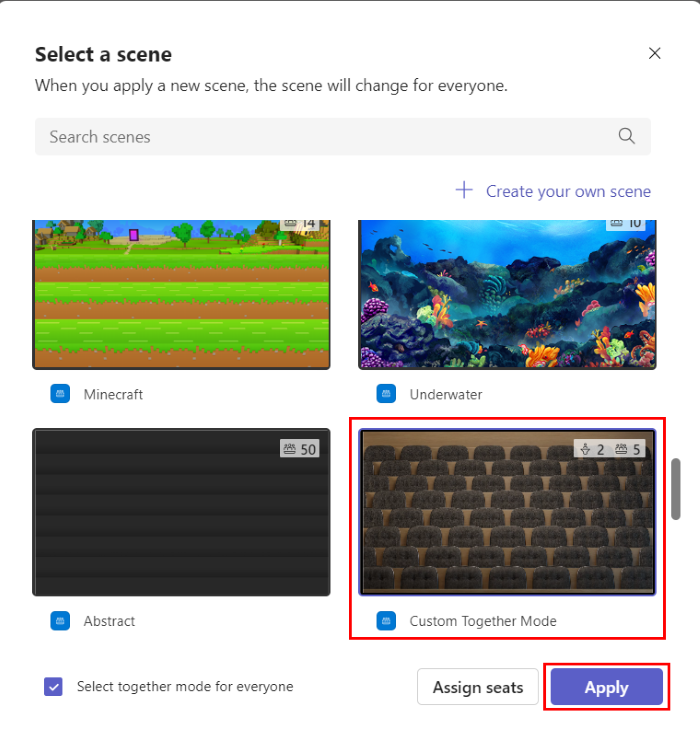 Select a scene
When you apply a new scene, the scene will change for everyone.
Search scenes
Create your own scene
14
10
Minecraft
Underwater
50
2 5
Abstract
Custom Together Mode
Select together mode for everyone
Assign seats
Apply